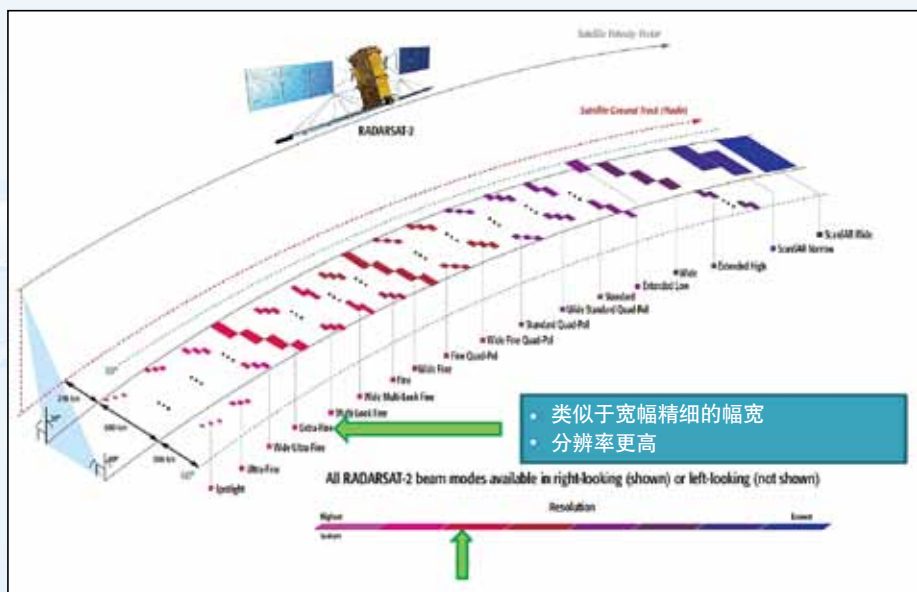 Satellite Velocity Vector
RADARSAT-2
Satellite Ground Track (Nadir)
ScanSAR Wide
ScanSAR Narrow
Extended High
Wide
Extended Low
Standard
Wide Standard Quad-Pol
Standard Quad-Pol
Wide Fine Quad-Pol
Fine Quad-Pol
Wide Fine
Fine
Wide Multi-Look Fine
Multi-Look Fine
Extra-Fine
Wide Ultra-Fine
Ultra-Fine
Spotlight
• 类似于宽幅精细的幅宽
• 分辨率更高
All RADARSAT-2 beam modes available in right-looking (shown) or left-looking (not shown)
Resolution
Highest
Lowest